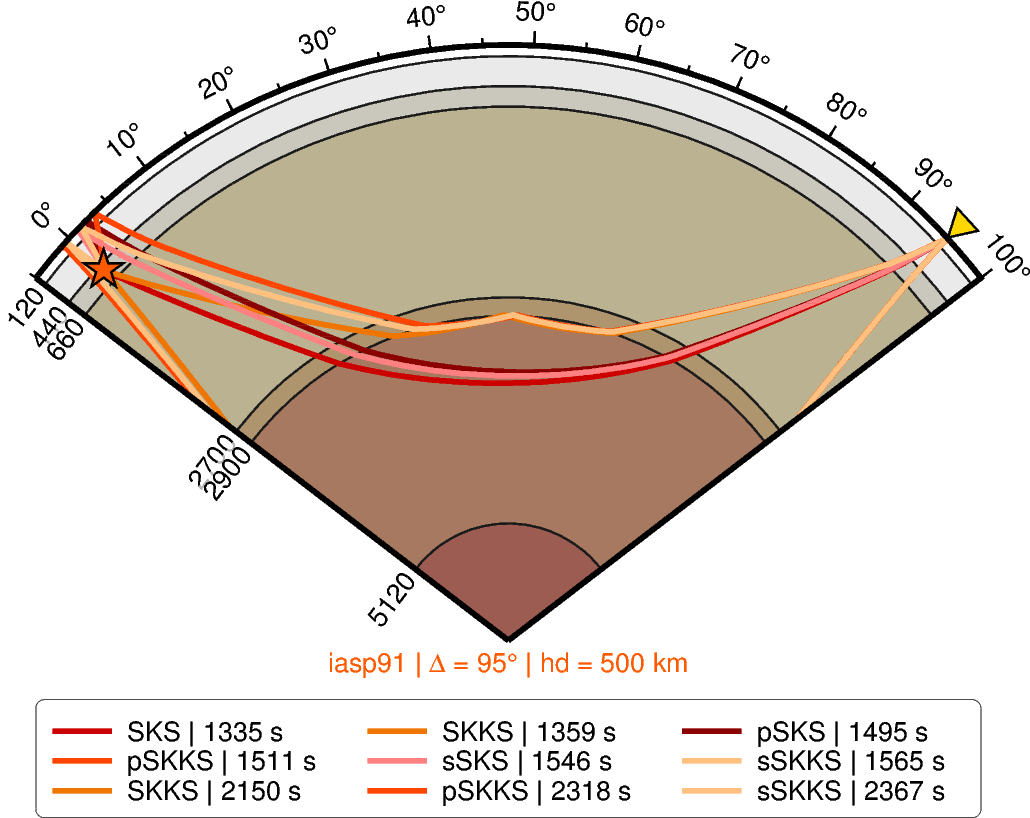 0°
10°
20°
30°
40°
50°
60°
70°
80°
90°
100°
120
440
660
2700
2900
5120
iasp91 | Δ = 95° | hd = 500 km
SKS | 1335 s
SKKS | 1359 s
pSKS | 1495 s
pSKKS | 1511 s
sSKS | 1546 s
sSKKS | 1565 s
SKKS | 2150 s
pSKKS | 2318 s
sSKKS | 2367 s